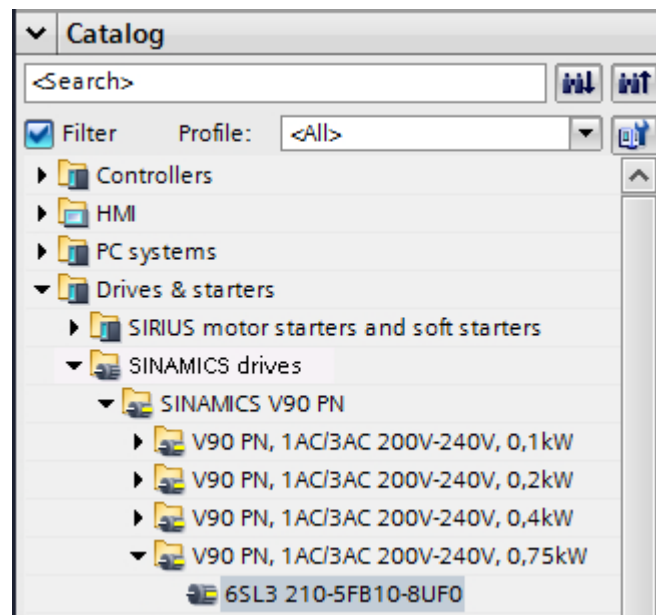 Catalog
<Search>
Filter Profile: <All>
Controllers
HMI
PC systems
Drives & starters
SIRIUS motor starters and soft starters
SINAMICS drives
SINAMICS V90 PN
V90 PN, 1AC/3AC 200V-240V, 0,1kW
V90 PN, 1AC/3AC 200V-240V, 0,2kW
V90 PN, 1AC/3AC 200V-240V, 0,4kW
V90 PN, 1AC/3AC 200V-240V, 0,75kW
6SL3 210-5FB10-8UF0